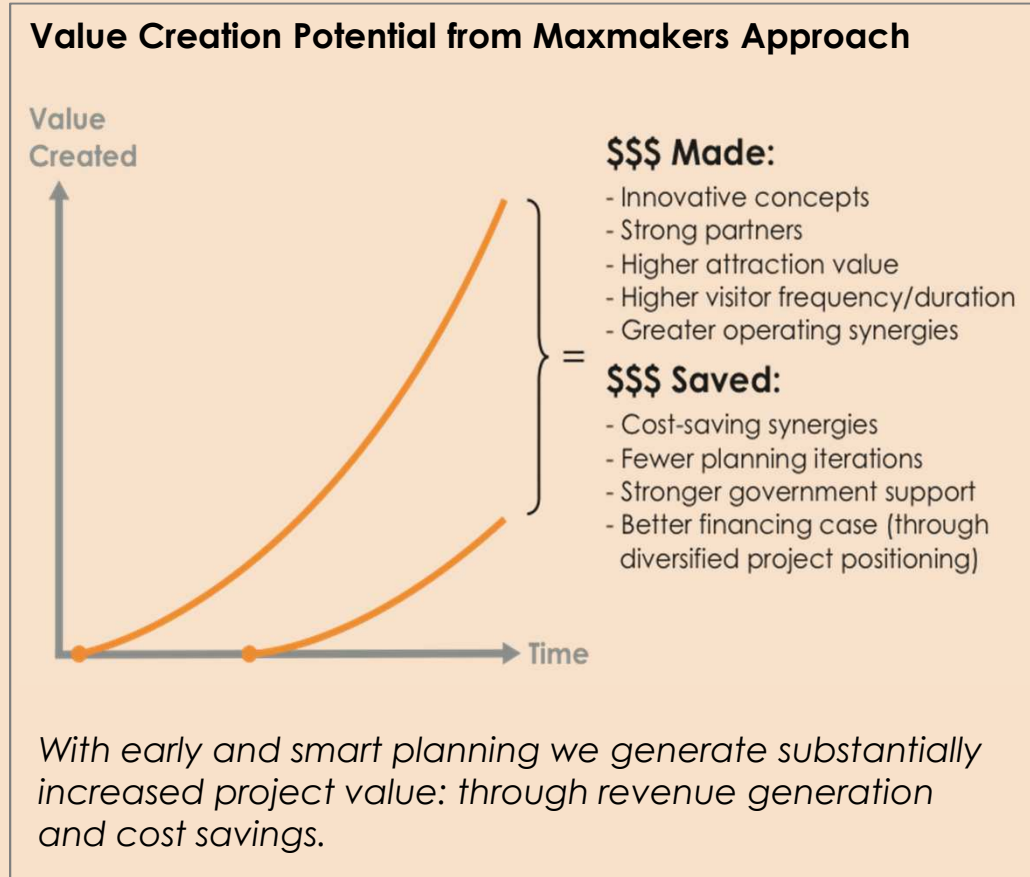 Value Creation Potential from Maxmakers Approach
Value
Created
$$$ Made:
- Innovative concepts
- Strong partners
- Higher attraction value
- Higher visitor frequency/duration
- Greater operating synergies
=
$$$ Saved:
- Cost-saving synergies
- Fewer planning iterations
- Stronger government support
- Better financing case (through
diversified project positioning)
Time
With early and smart planning we generate substantially
increased project value: through revenue generation
and cost savings.